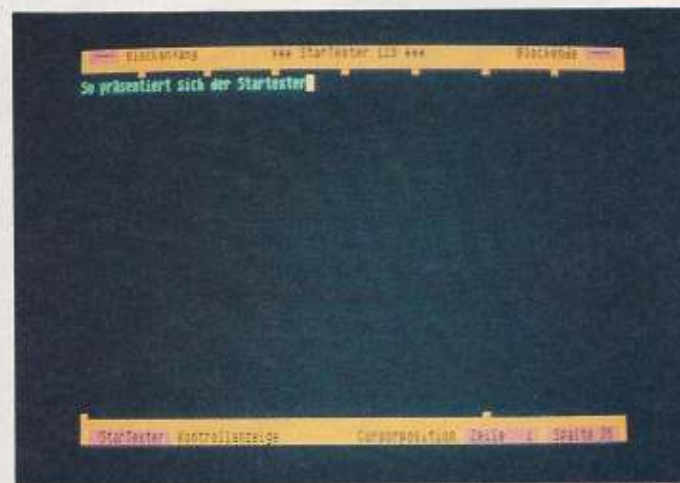 Blockanfang *** StarTexter 128 *** Blockende
So präsentiert sich der Startexter
StarTexter Kontrollanzeige Cursorposition Zeile 1 Spalte 35